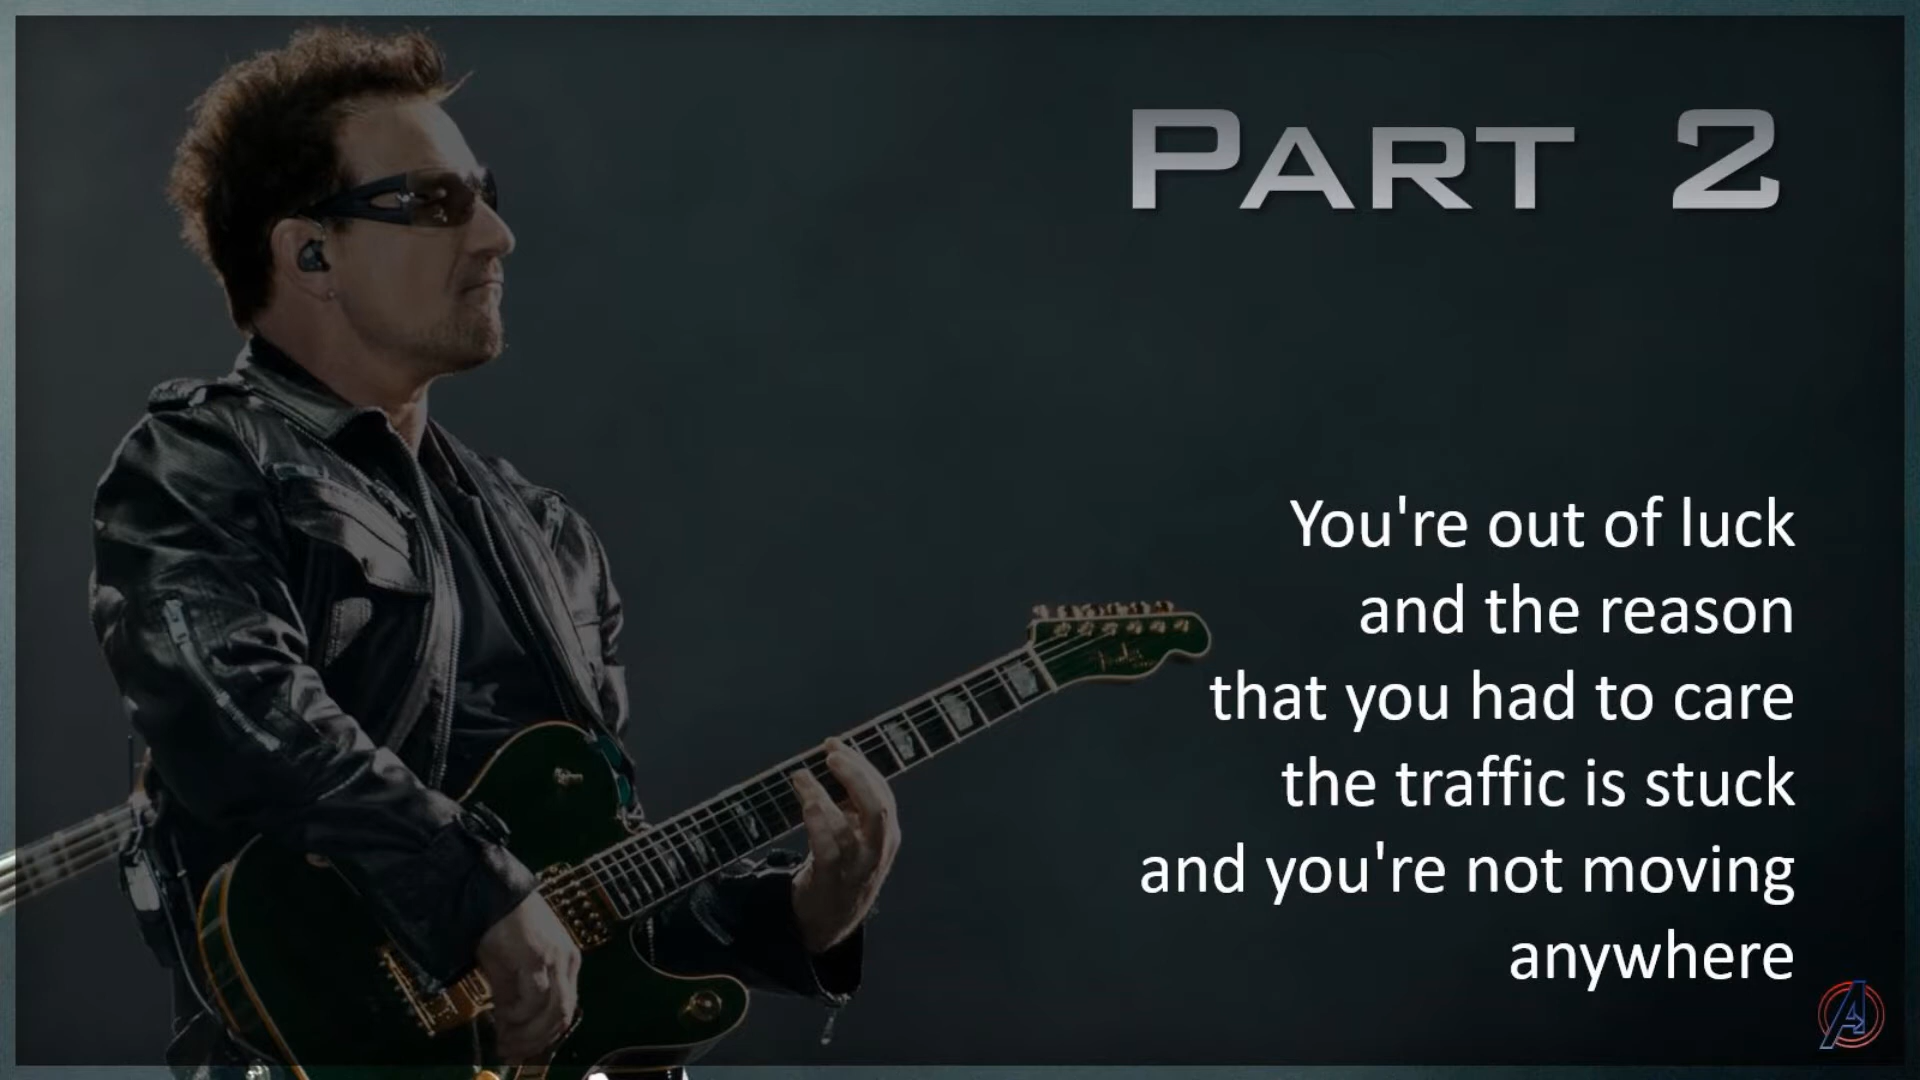 PART 2
You're out of luck
and the reason
that you had to care
the traffic is stuck
and you're not moving
anywhere
Fender